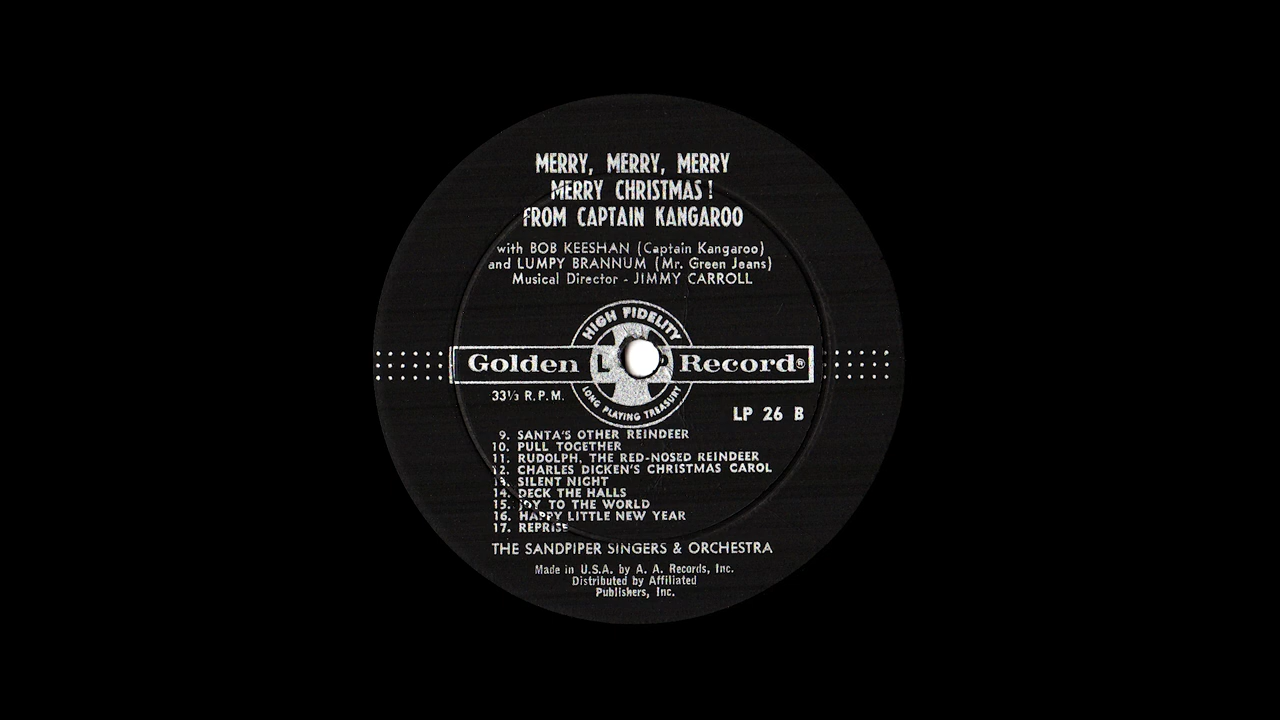 MERRY, MERRY, MERRY
MERRY CHRISTMAS!
FROM CAPTAIN KANGAROO
with BOB KEESHAN (Captain Kangaroo)
and LUMPY BRANNUM (Mr. Green Jeans)
Musical Director - JIMMY CARROLL
HIGH FIDELITY
Golden L P Record®
LONG PLAYING TREASURY
33⅓ R.P.M.
LP 26 B
9. SANTA'S OTHER REINDEER
10. PULL TOGETHER
11. RUDOLPH, THE RED-NOSED REINDEER
12. CHARLES DICKEN'S CHRISTMAS CAROL
13. SILENT NIGHT
14. DECK THE HALLS
15. JOY TO THE WORLD
16. HAPPY LITTLE NEW YEAR
17. REPRISE
THE SANDPIPER SINGERS & ORCHESTRA
Made in U.S.A. by A. A. Records, Inc.
Distributed by Affiliated
Publishers, Inc.